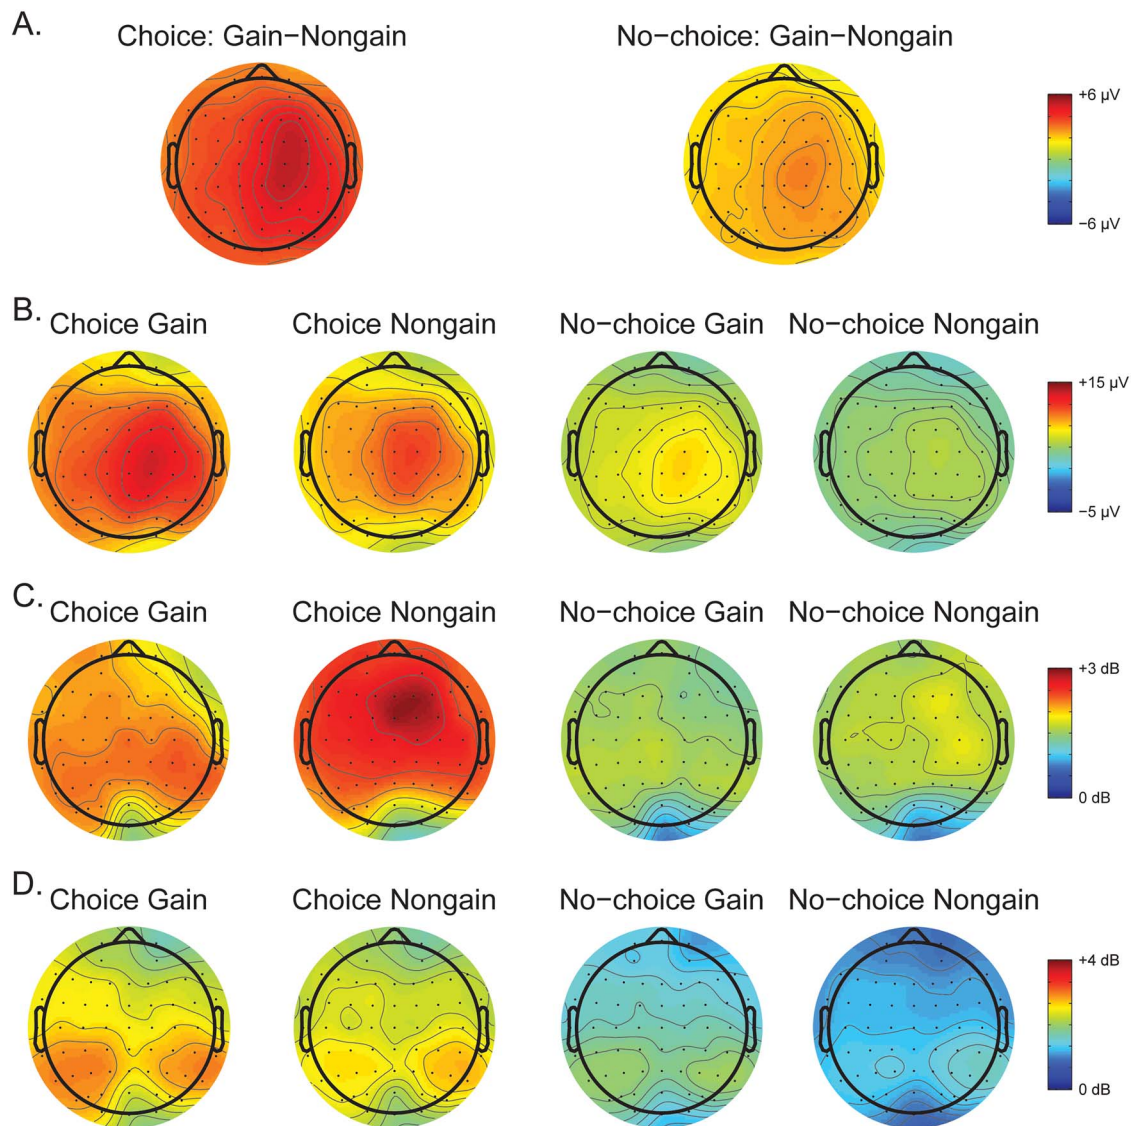 A.
Choice: Gain−Nongain
No−choice: Gain−Nongain
+6 µV
−6 µV
B.
Choice Gain
Choice Nongain
No−choice Gain
No−choice Nongain
+15 µV
−5 µV
C.
Choice Gain
Choice Nongain
No−choice Gain
No−choice Nongain
+3 dB
0 dB
D.
Choice Gain
Choice Nongain
No−choice Gain
No−choice Nongain
+4 dB
0 dB